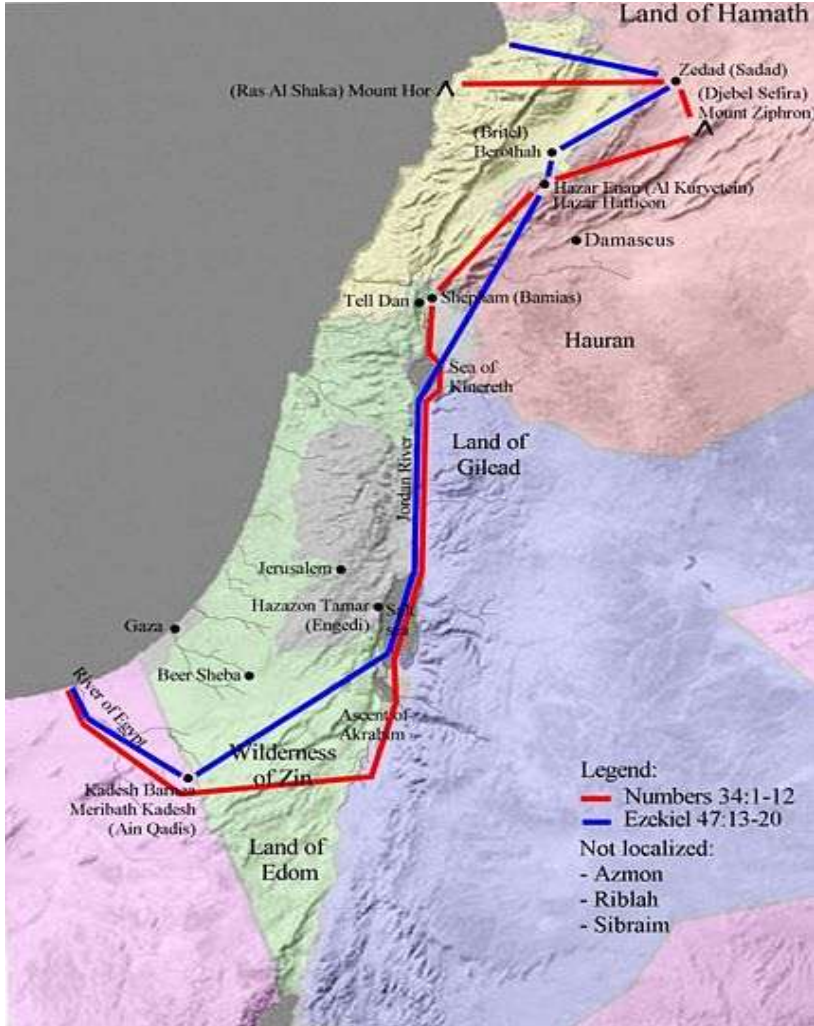 Land of Hamath
Zedad (Sadad)
(Ras Al Shaka) Mount Hor
(Djebel Sefira)
Mount Ziphron)
(Britel)
Berothah
Hazar Enan (Al Kuryetein)
Hazar Hatticon
Damascus
Tell Dan
Shepham (Bamias)
Hauran
Sea of
Kinereth
Land of
Gilead
Jordan River
Jerusalem
Hazazon Tamar
(Engedi)
Gaza
Beer Sheba
River of Egypt
Ascent of
Akrabim
Wilderness
of Zin
Kadesh Barnea
Meribath Kadesh
(Ain Qadis)
Land of
Edom
Legend:
Numbers 34:1-12
Ezekiel 47:13-20
Not localized:
- Azmon
- Riblah
- Sibraim